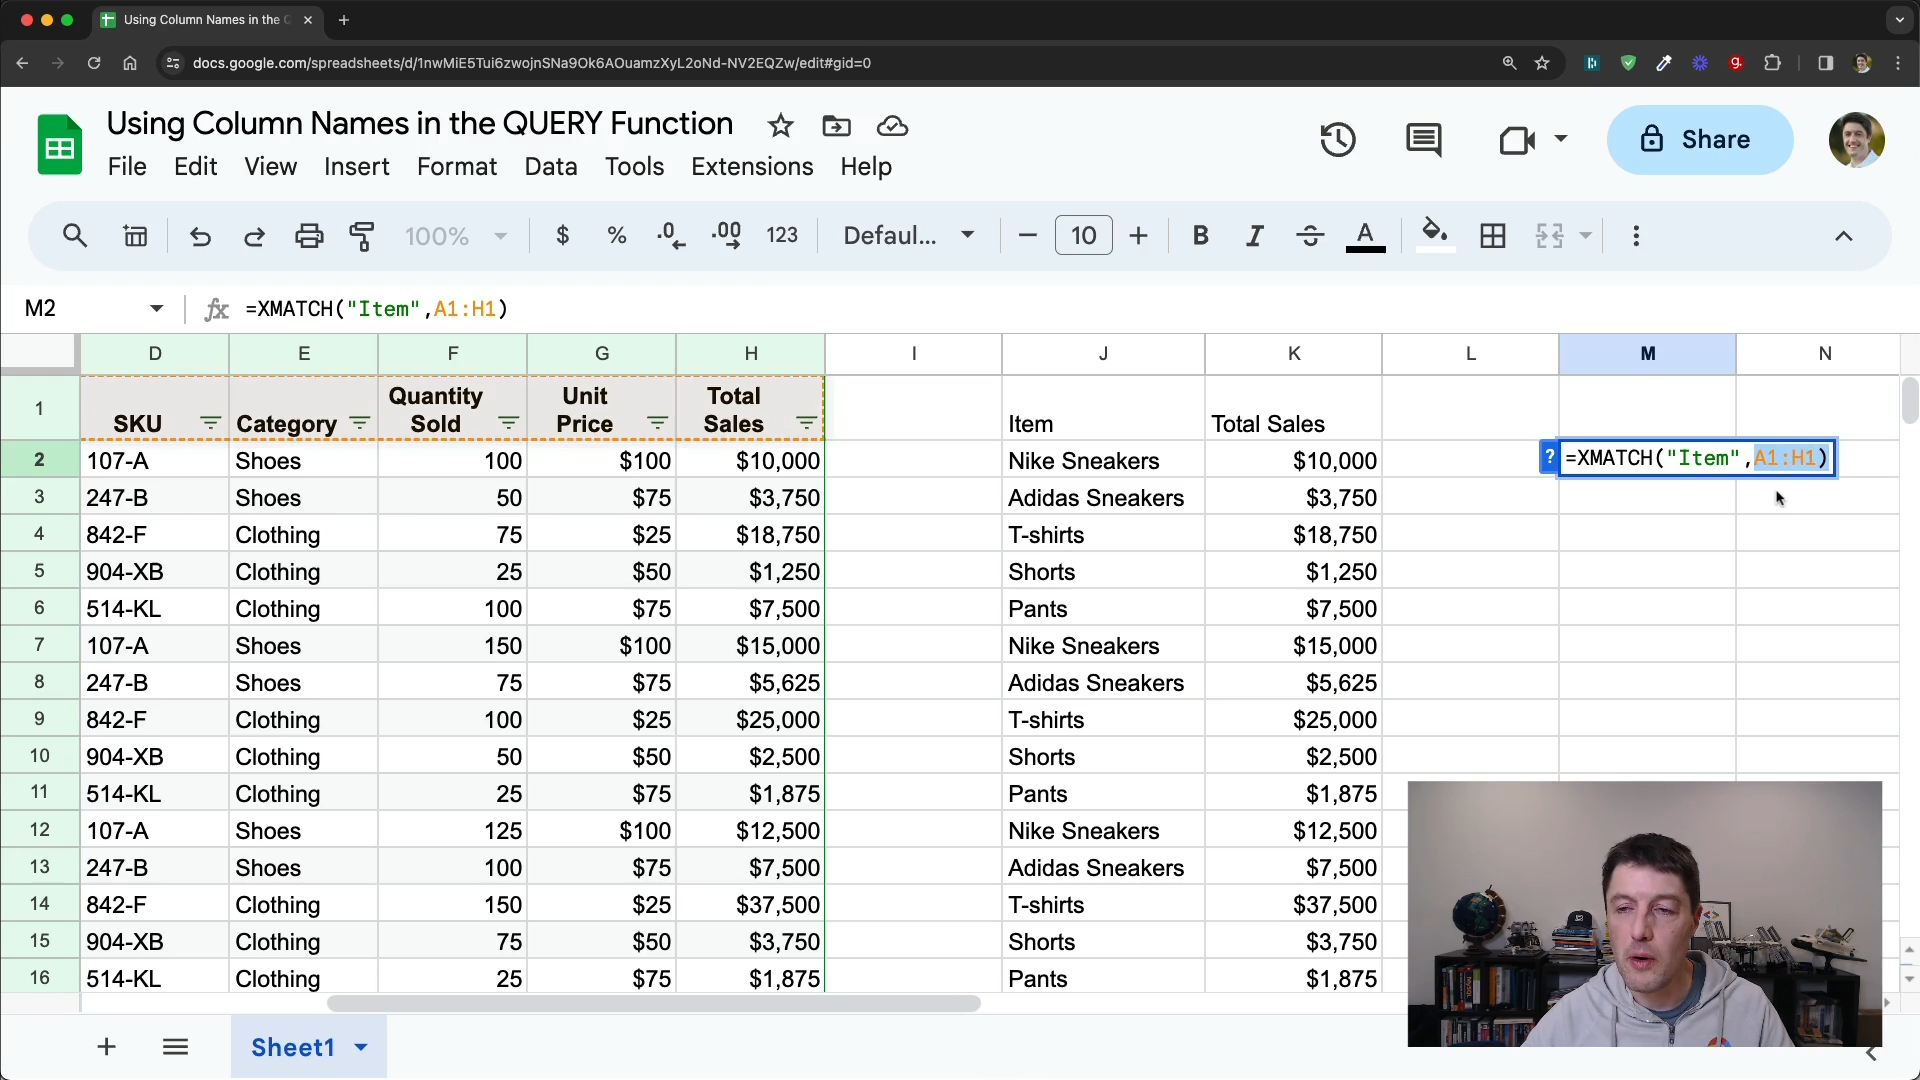 Using Column Names in the
docs.google.com/spreadsheets/d/1nwMiE5Tui6zwojnSNa9Ok6AOuamzXyL2oNd-NV2EQZw/edit#gid=0
Using Column Names in the QUERY Function
File Edit View Insert Format Data Tools Extensions Help
Share
100% $ % .0 .00 123 Defaul... 10 B I A
M2 fx =XMATCH("Item",A1:H1)
D E F G H I J K L M N
1 SKU Category Quantity Sold Unit Price Total Sales Item Total Sales
2 107-A Shoes 100 $100 $10,000 Nike Sneakers $10,000 ? =XMATCH("Item",A1:H1)
3 247-B Shoes 50 $75 $3,750 Adidas Sneakers $3,750
4 842-F Clothing 75 $25 $18,750 T-shirts $18,750
5 904-XB Clothing 25 $50 $1,250 Shorts $1,250
6 514-KL Clothing 100 $75 $7,500 Pants $7,500
7 107-A Shoes 150 $100 $15,000 Nike Sneakers $15,000
8 247-B Shoes 75 $75 $5,625 Adidas Sneakers $5,625
9 842-F Clothing 100 $25 $25,000 T-shirts $25,000
10 904-XB Clothing 50 $50 $2,500 Shorts $2,500
11 514-KL Clothing 25 $75 $1,875 Pants $1,875
12 107-A Shoes 125 $100 $12,500 Nike Sneakers $12,500
13 247-B Shoes 100 $75 $7,500 Adidas Sneakers $7,500
14 842-F Clothing 150 $25 $37,500 T-shirts $37,500
15 904-XB Clothing 75 $50 $3,750 Shorts $3,750
16 514-KL Clothing 25 $75 $1,875 Pants $1,875
Sheet1